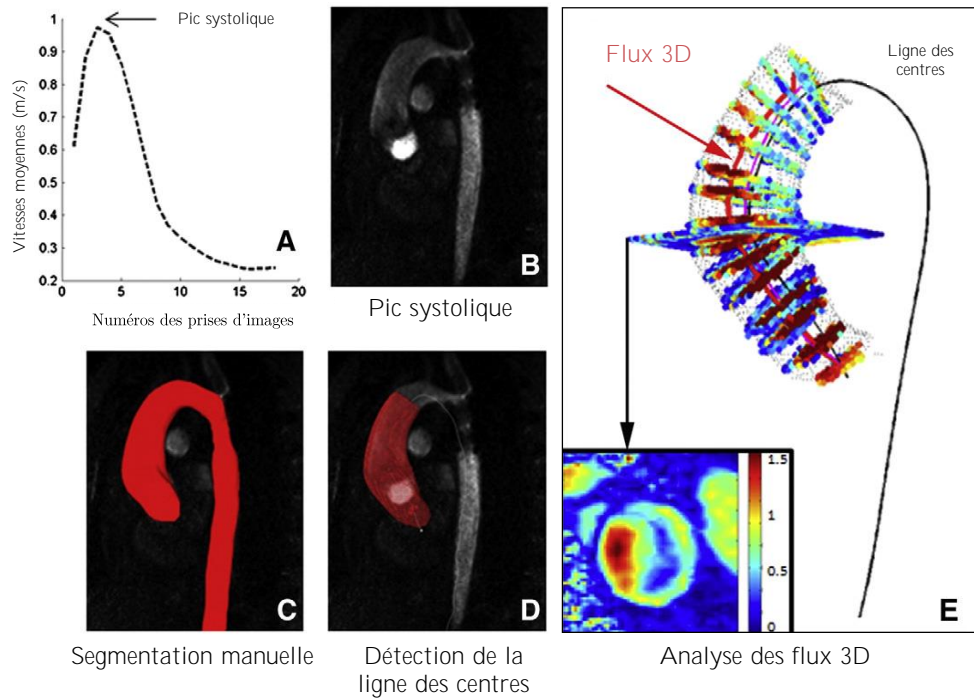 Pic systolique
Vitesses moyennes (m/s)
1
0.9
0.8
0.7
0.6
0.5
0.4
0.3
0.2
0
5
10
15
20
A
Numéros des prises d'images
B
Pic systolique
C
Segmentation manuelle
D
Détection de la
ligne des centres
Flux 3D
Ligne des
centres
1.5
1
0.5
0
E
Analyse des flux 3D